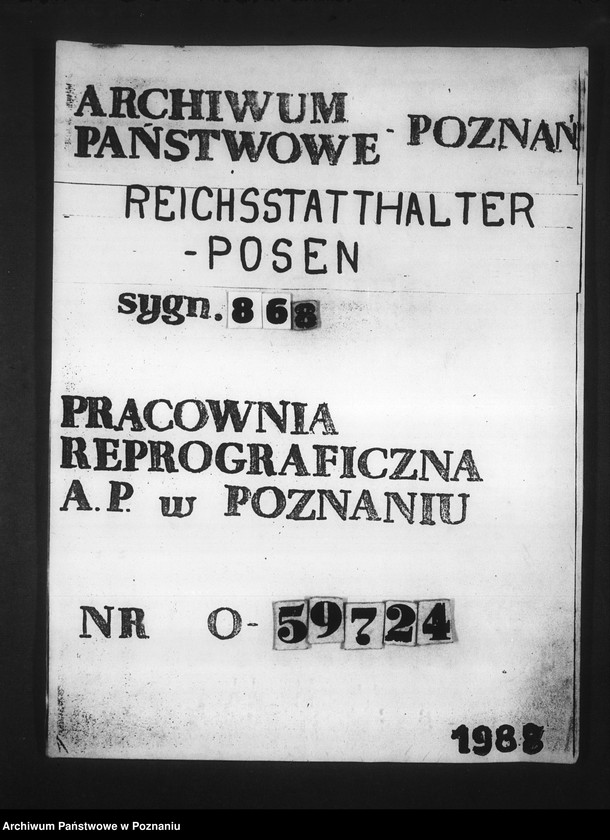 ARCHIWUM
PAŃSTWOWE - POZNAŃ
REICHSSTATTHALTER
-POSEN
sygn. 868
PRACOWNIA
REPROGRAFICZNA
A.P. w POZNANIU
NR O-59724
1988
Archiwum Państwowe w Poznaniu